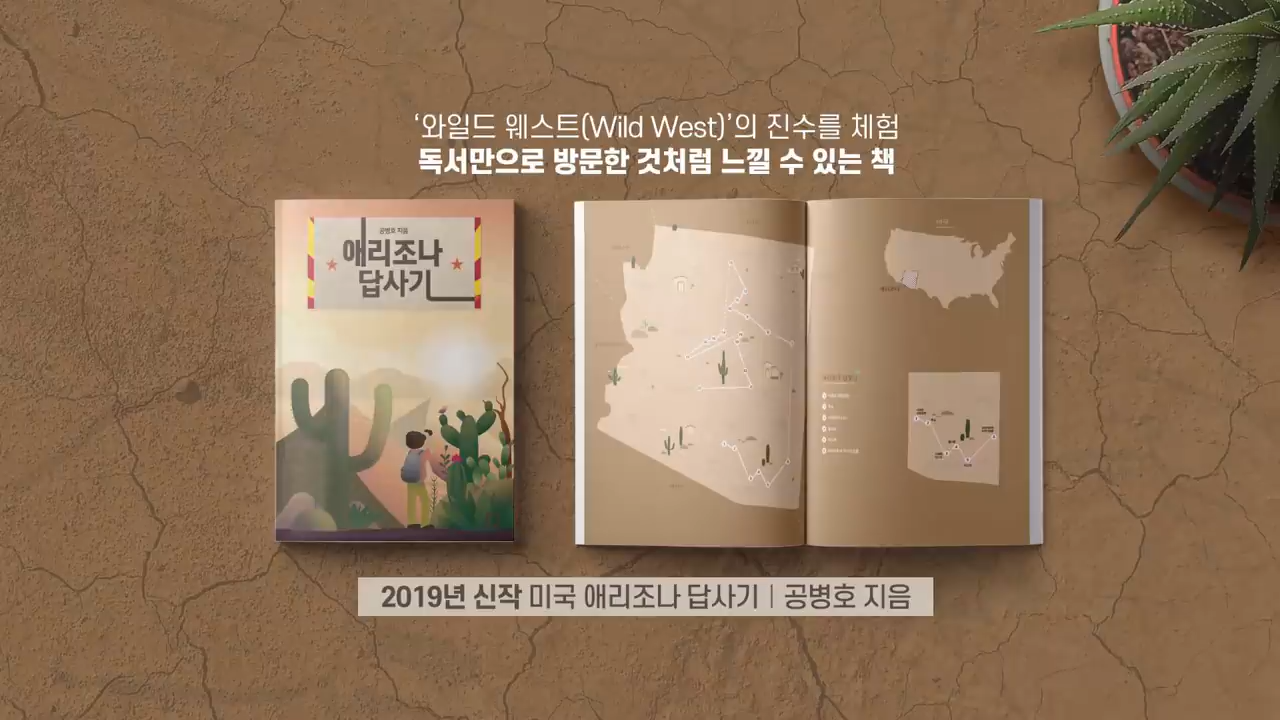 ‘와일드 웨스트(Wild West)’의 진수를 체험
독서만으로 방문한 것처럼 느낄 수 있는 책
공병호 지음
애리조나
답사기
2019년 신작 미국 애리조나 답사기 | 공병호 지음